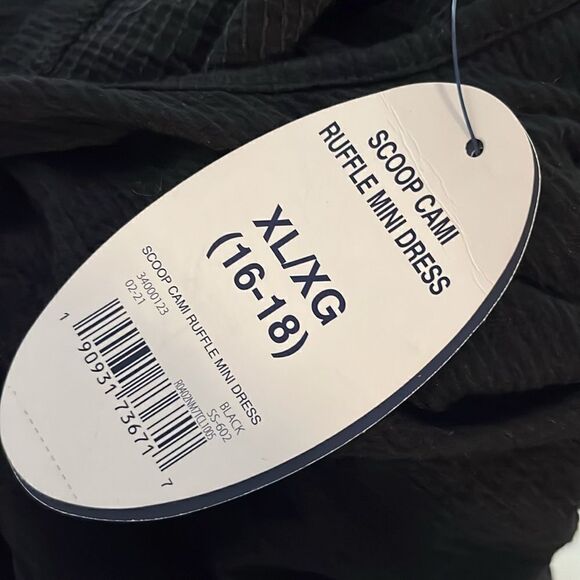 SCOOP CAMI
RUFFLE MINI DRESS
XL/XG
(16-18)
SCOOP CAMI RUFFLE MINI DRESS
34000123
02-21
BLACK
SS-602
1 90931 73671 7